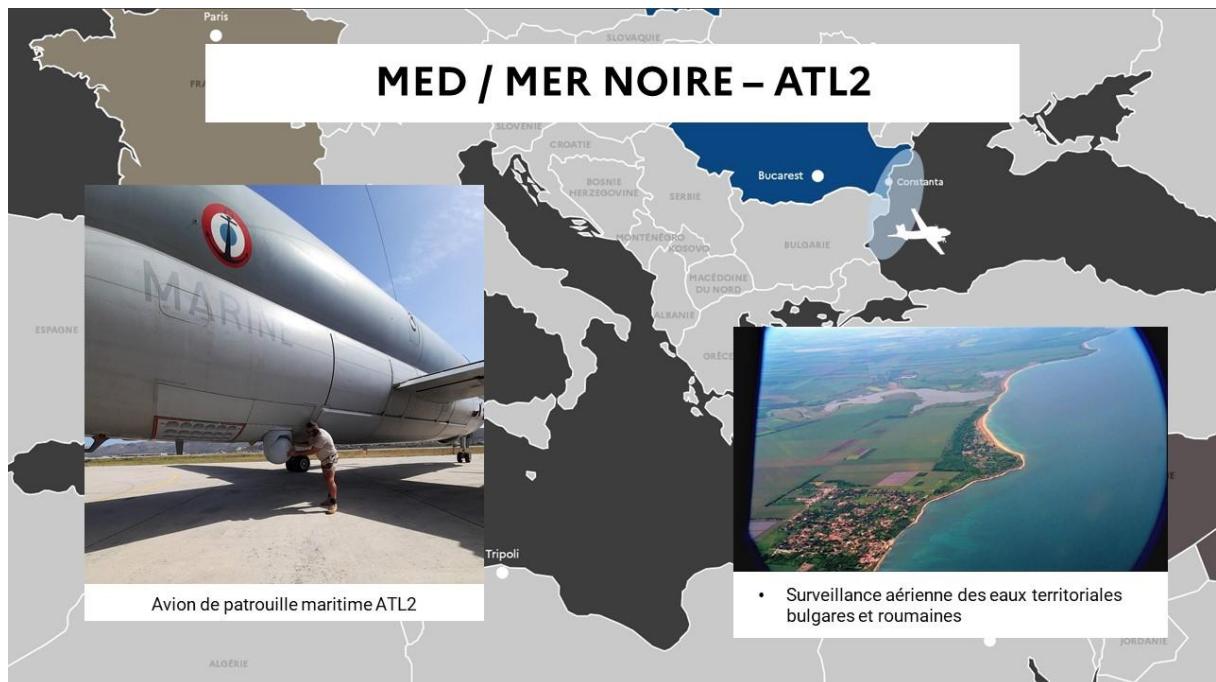 Paris
SLOVAQUIE
MED / MER NOIRE – ATL2
SLOVÉNIE
CROATIE
Bucarest
Constanta
BOSNIE
HERZEGOVINE
SERBIE
MONTÉNÉGRO
KOSOVO
BULGARIE
MACÉDOINE
DU NORD
ALBANIE
ESPAGNE
GRÈCE
MARINE
Tripoli
Avion de patrouille maritime ATL2
• Surveillance aérienne des eaux territoriales
bulgares et roumaines
JORDANIE
ALGÉRIE